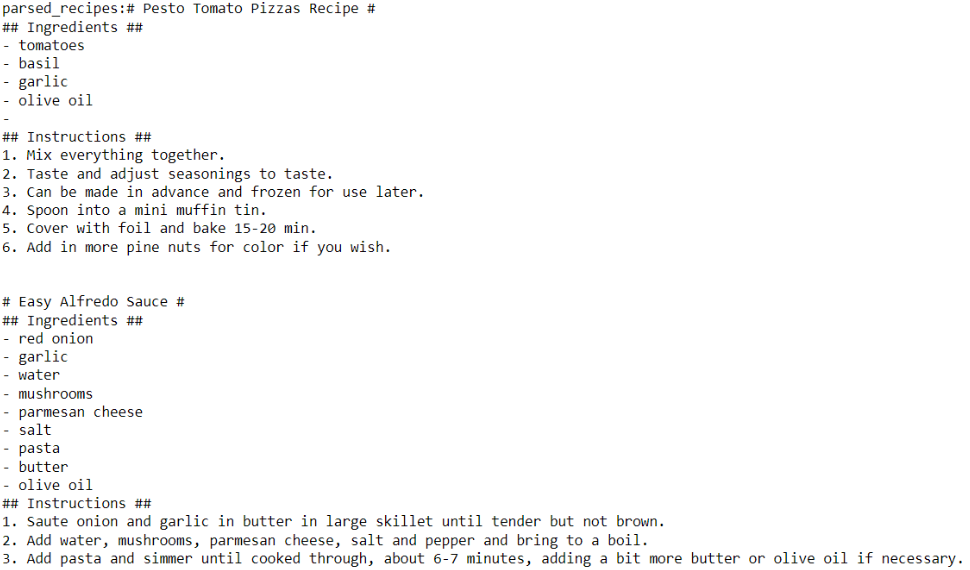 parsed_recipes:# Pesto Tomato Pizzas Recipe #
## Ingredients ##
- tomatoes
- basil
- garlic
- olive oil
-
## Instructions ##
1. Mix everything together.
2. Taste and adjust seasonings to taste.
3. Can be made in advance and frozen for use later.
4. Spoon into a mini muffin tin.
5. Cover with foil and bake 15-20 min.
6. Add in more pine nuts for color if you wish.
# Easy Alfredo Sauce #
## Ingredients ##
- red onion
- garlic
- water
- mushrooms
- parmesan cheese
- salt
- pasta
- butter
- olive oil
## Instructions ##
1. Saute onion and garlic in butter in large skillet until tender but not brown.
2. Add water, mushrooms, parmesan cheese, salt and pepper and bring to a boil.
3. Add pasta and simmer until cooked through, about 6-7 minutes, adding a bit more butter or olive oil if necessary.